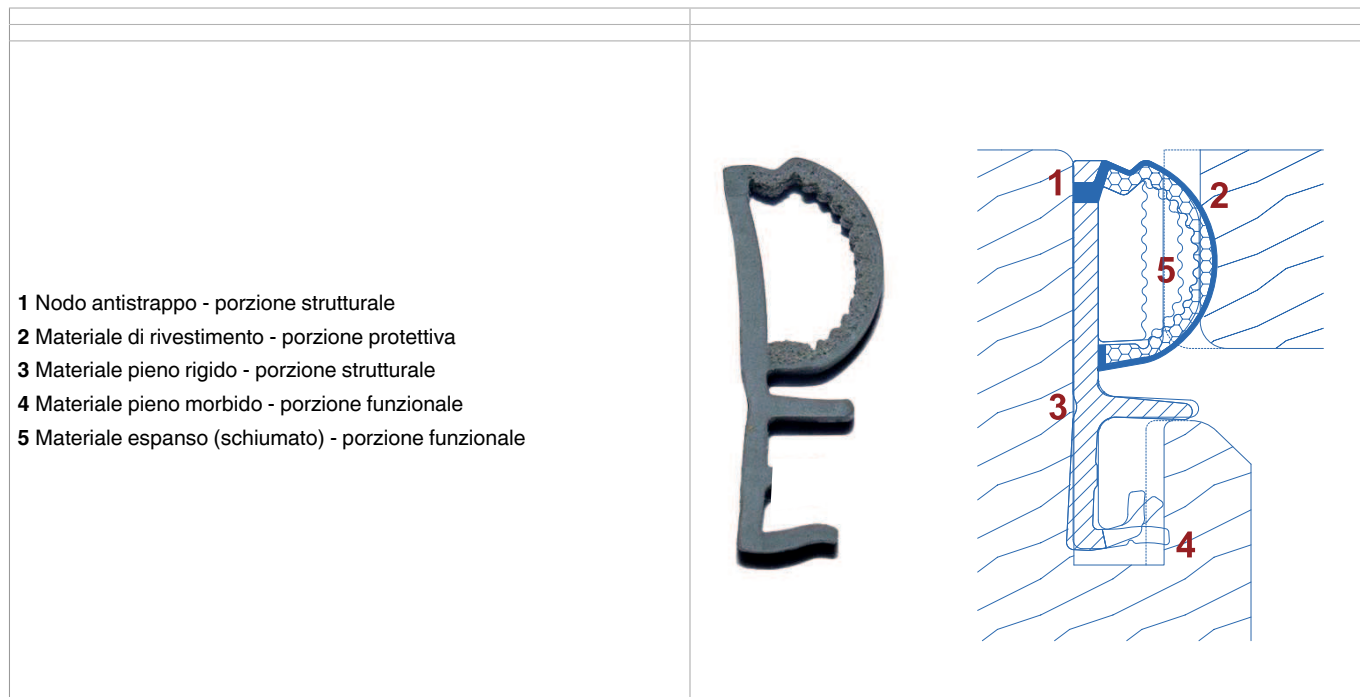 1 Nodo antistrappo - porzione strutturale
2 Materiale di rivestimento - porzione protettiva
3 Materiale pieno rigido - porzione strutturale
4 Materiale pieno morbido - porzione funzionale
5 Materiale espanso (schiumato) - porzione funzionale
1
2
5
3
4